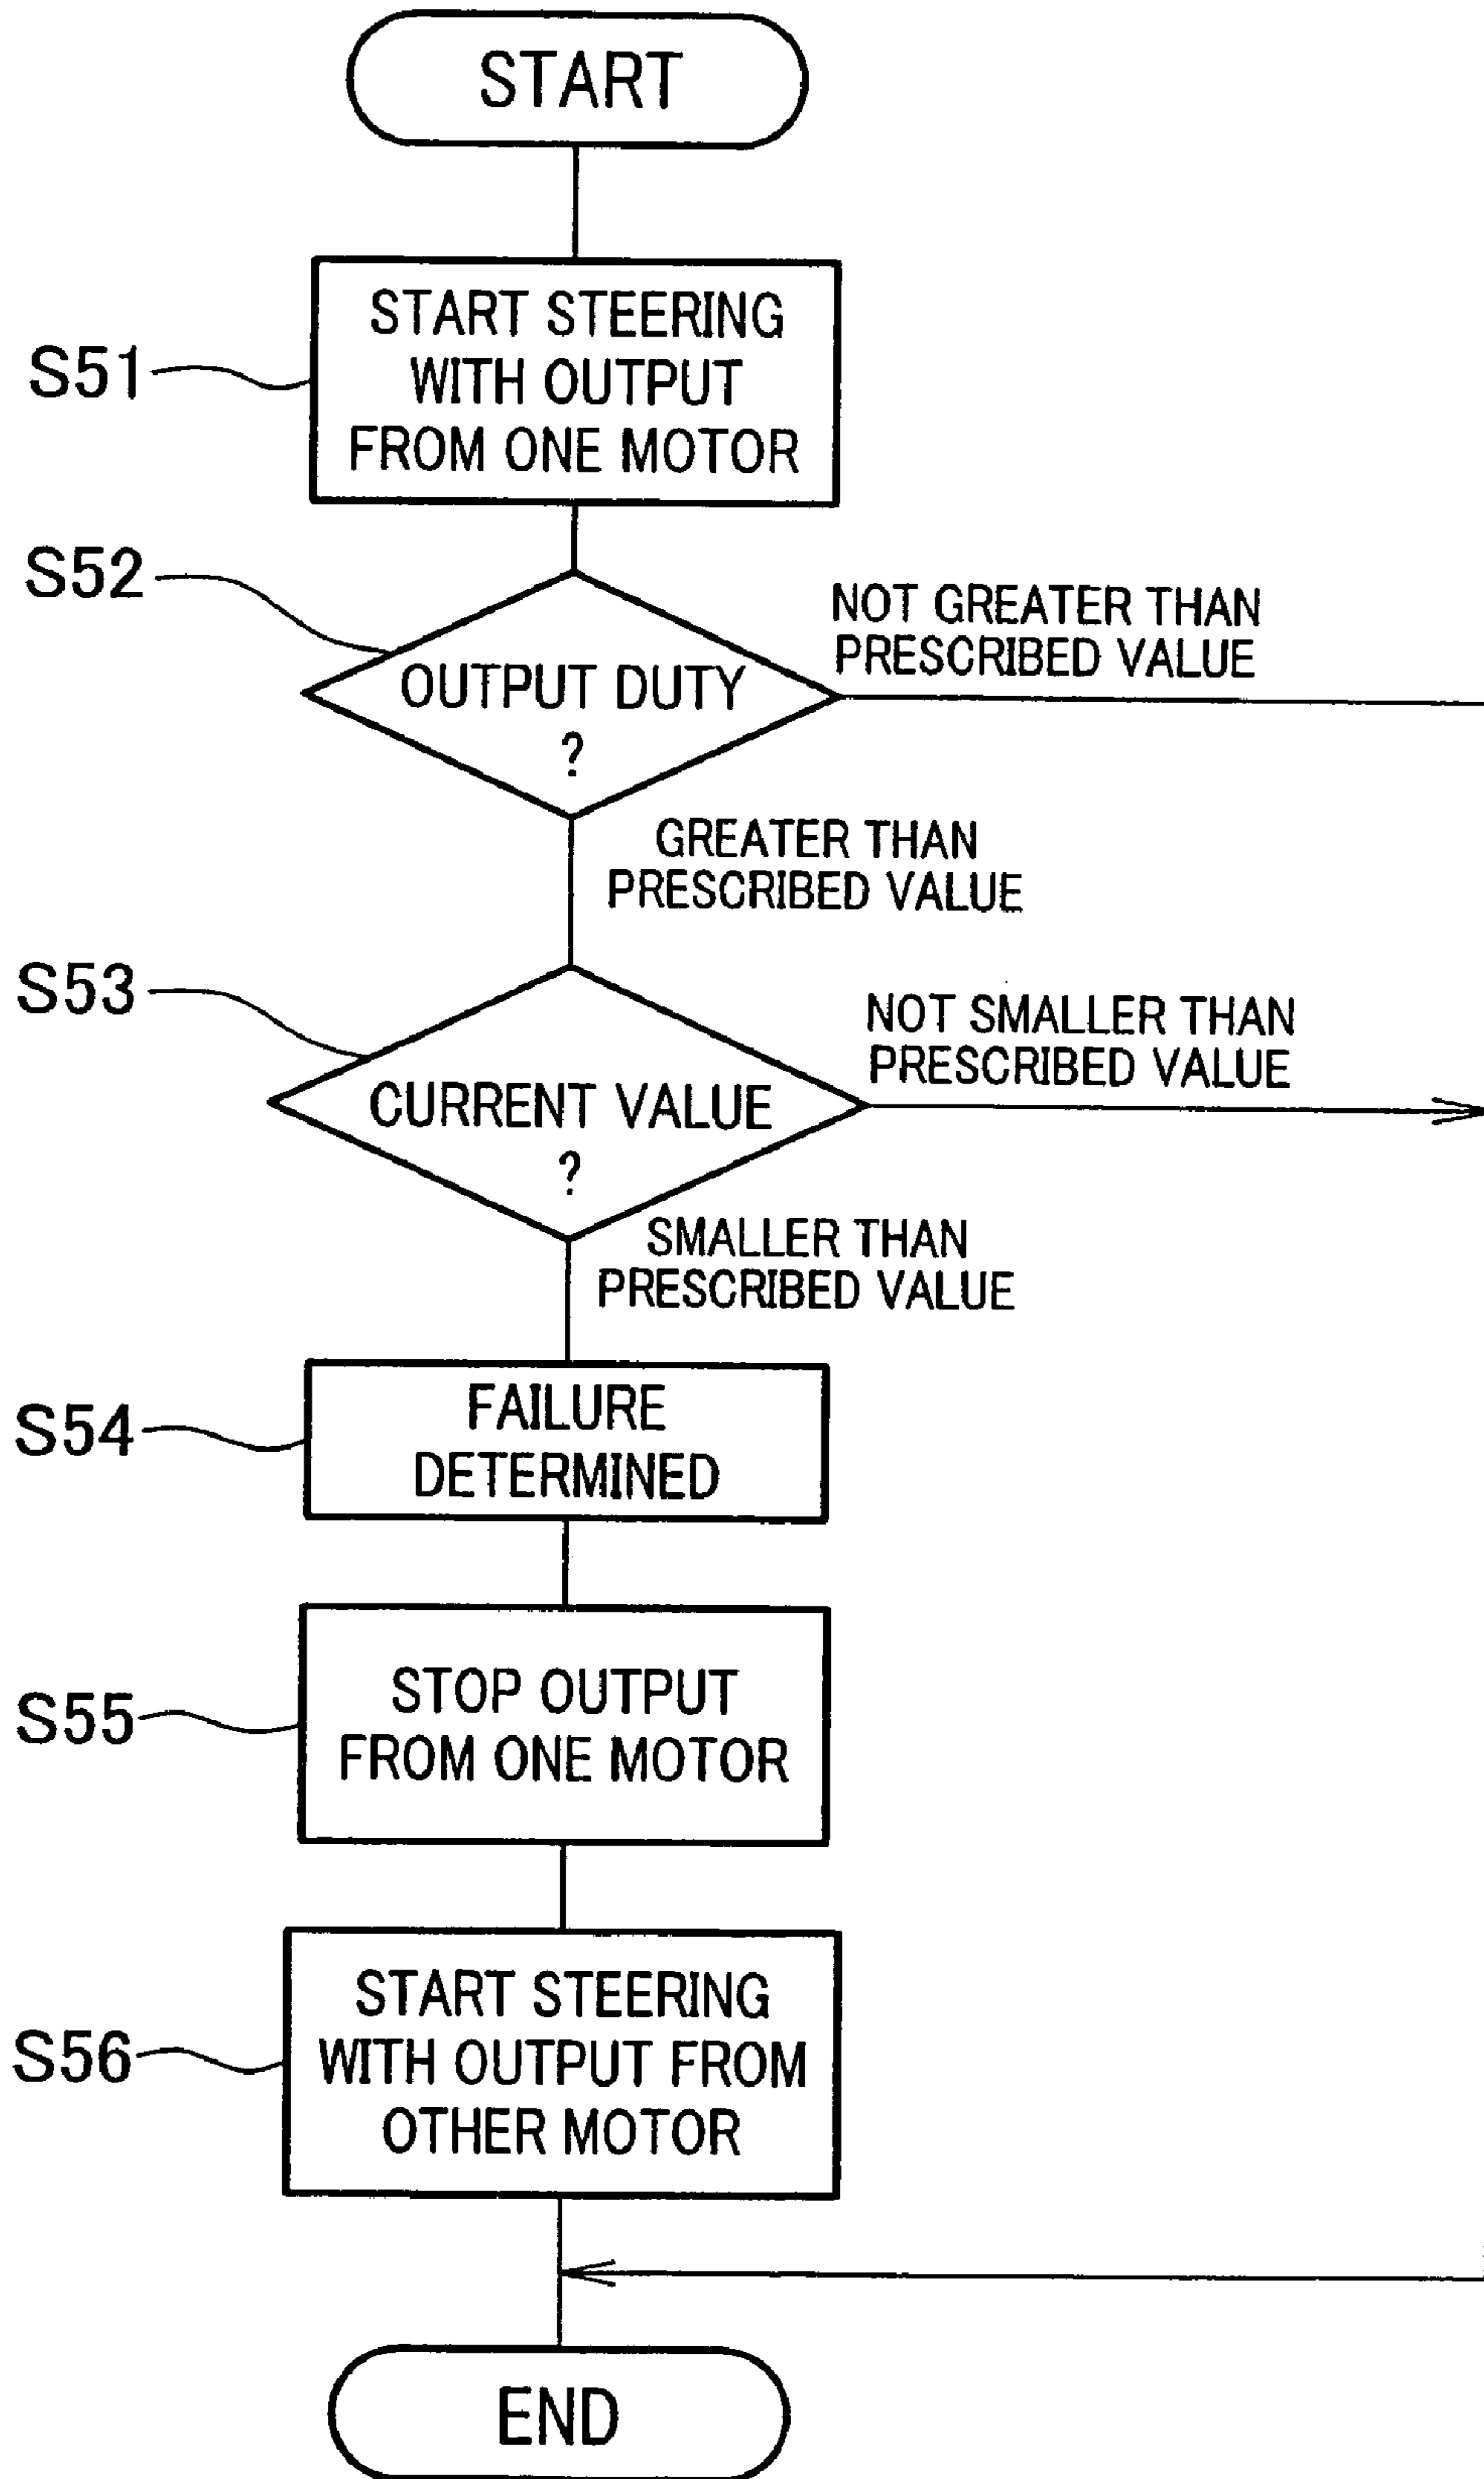 START
S51
START STEERING
WITH OUTPUT
FROM ONE MOTOR
S52
OUTPUT DUTY
?
NOT GREATER THAN
PRESCRIBED VALUE
GREATER THAN
PRESCRIBED VALUE
S53
CURRENT VALUE
?
NOT SMALLER THAN
PRESCRIBED VALUE
SMALLER THAN
PRESCRIBED VALUE
S54
FAILURE
DETERMINED
S55
STOP OUTPUT
FROM ONE MOTOR
S56
START STEERING
WITH OUTPUT FROM
OTHER MOTOR
END